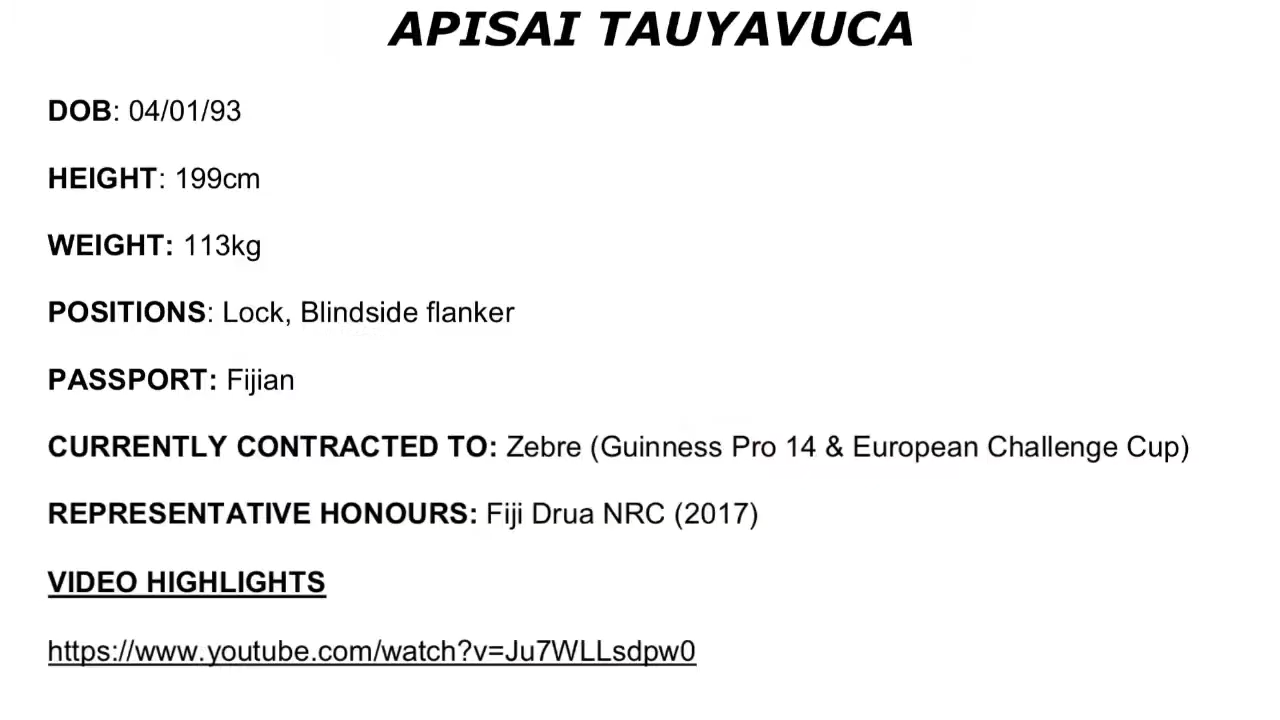 APISAI TAUYAVUCA
DOB: 04/01/93
HEIGHT: 199cm
WEIGHT: 113kg
POSITIONS: Lock, Blindside flanker
PASSPORT: Fijian
CURRENTLY CONTRACTED TO: Zebre (Guinness Pro 14 & European Challenge Cup)
REPRESENTATIVE HONOURS: Fiji Drua NRC (2017)
VIDEO HIGHLIGHTS
https://www.youtube.com/watch?v=Ju7WLLsdpw0